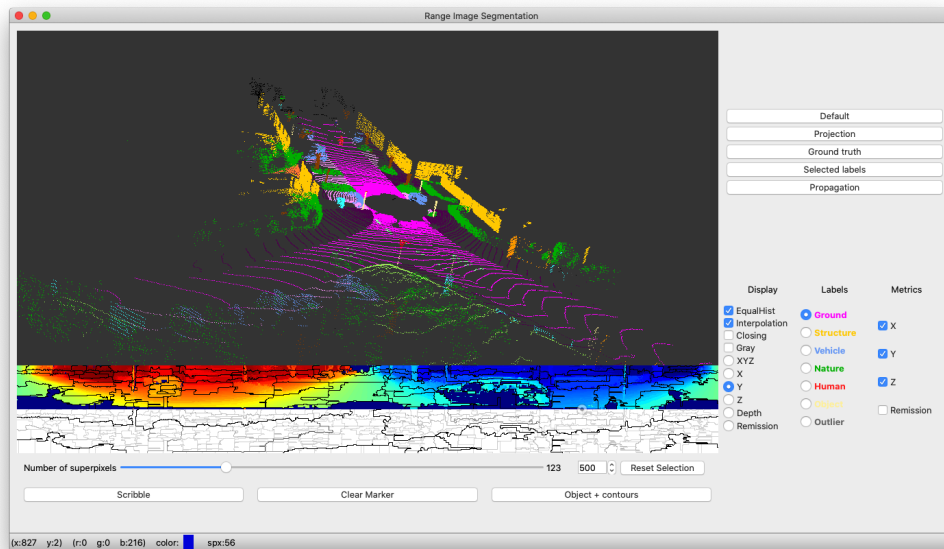 Range Image Segmentation
Default
Projection
Ground truth
Selected labels
Propagation
Display Labels Metrics
EqualHist
Interpolation
Closing
Gray
XYZ
X
Y
Z
Depth
Remission
Ground
Structure
Vehicle
Nature
Human
Outlier
X
Y
Z
Remission
Number of superpixels 123 500 Reset Selection
Scribble Clear Marker Object + contours
(x:827 y:2) (r:0 g:0 b:216) color: spx:56